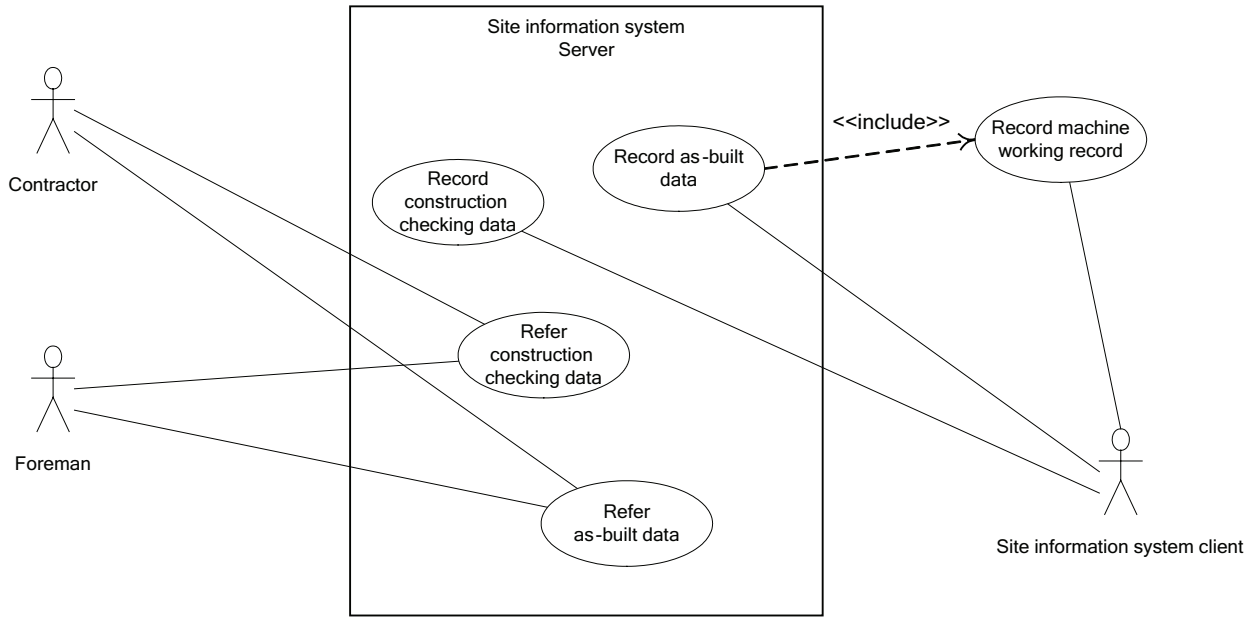 Site information system
Server
<<include>>
Record machine
working record
Record as-built
data
Contractor
Record
construction
checking data
Refer
construction
checking data
Foreman
Refer
as-built data
Site information system client